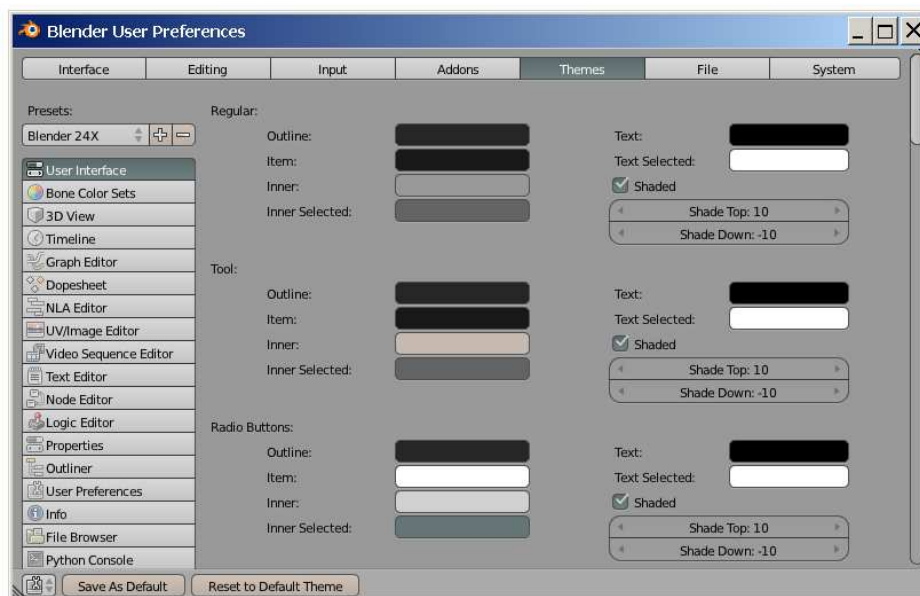 Blender User Preferences
Interface
Editing
Input
Addons
Themes
File
System
Presets:
Blender 24X
User Interface
Bone Color Sets
3D View
Timeline
Graph Editor
Dopesheet
NLA Editor
UV/Image Editor
Video Sequence Editor
Text Editor
Node Editor
Logic Editor
Properties
Outliner
User Preferences
Info
File Browser
Python Console
Regular:
Outline:
Item:
Inner:
Inner Selected:
Text:
Text Selected:
Shaded
Shade Top: 10
Shade Down: -10
Tool:
Outline:
Item:
Inner:
Inner Selected:
Text:
Text Selected:
Shaded
Shade Top: 10
Shade Down: -10
Radio Buttons:
Outline:
Item:
Inner:
Inner Selected:
Text:
Text Selected:
Shaded
Shade Top: 10
Shade Down: -10
Save As Default
Reset to Default Theme